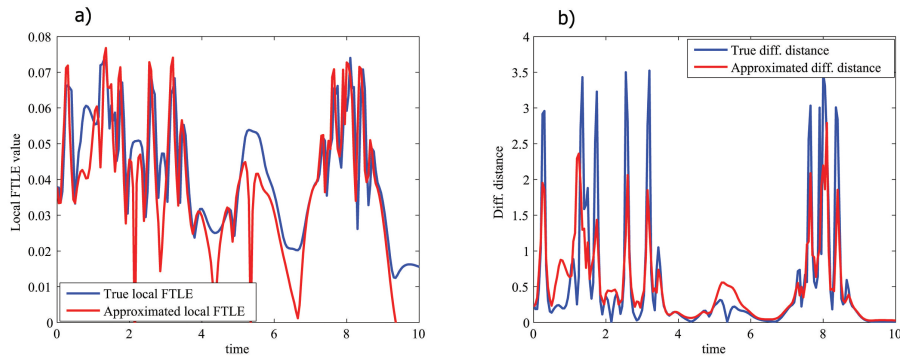 a)
0.08
0.07
0.06
0.05
0.04
0.03
0.02
0.01
0
Local FTLE value
True local FTLE
Approximated local FTLE
0 2 4 6 8 10
time
b)
4
3.5
3
2.5
2
1.5
1
0.5
0
Diff. distance
True diff. distance
Approximated diff. distance
0 2 4 6 8 10
time